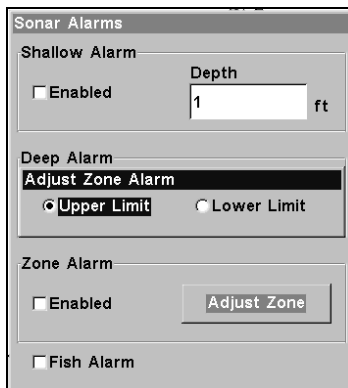 Sonar Alarms
Shallow Alarm
Depth
Enabled
1 ft
Deep Alarm
Adjust Zone Alarm
Upper Limit Lower Limit
Zone Alarm
Enabled Adjust Zone
Fish Alarm